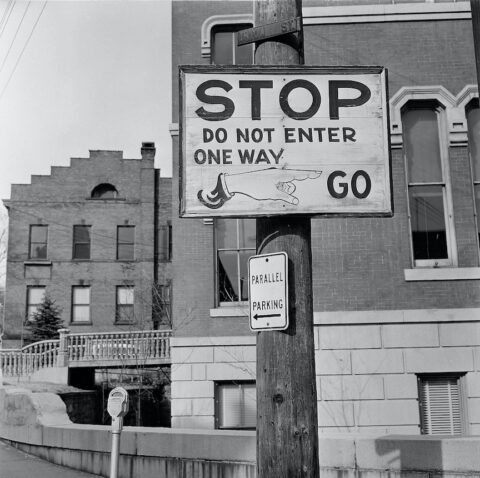 STOP
DO NOT ENTER
ONE WAY
GO
PARALLEL
PARKING